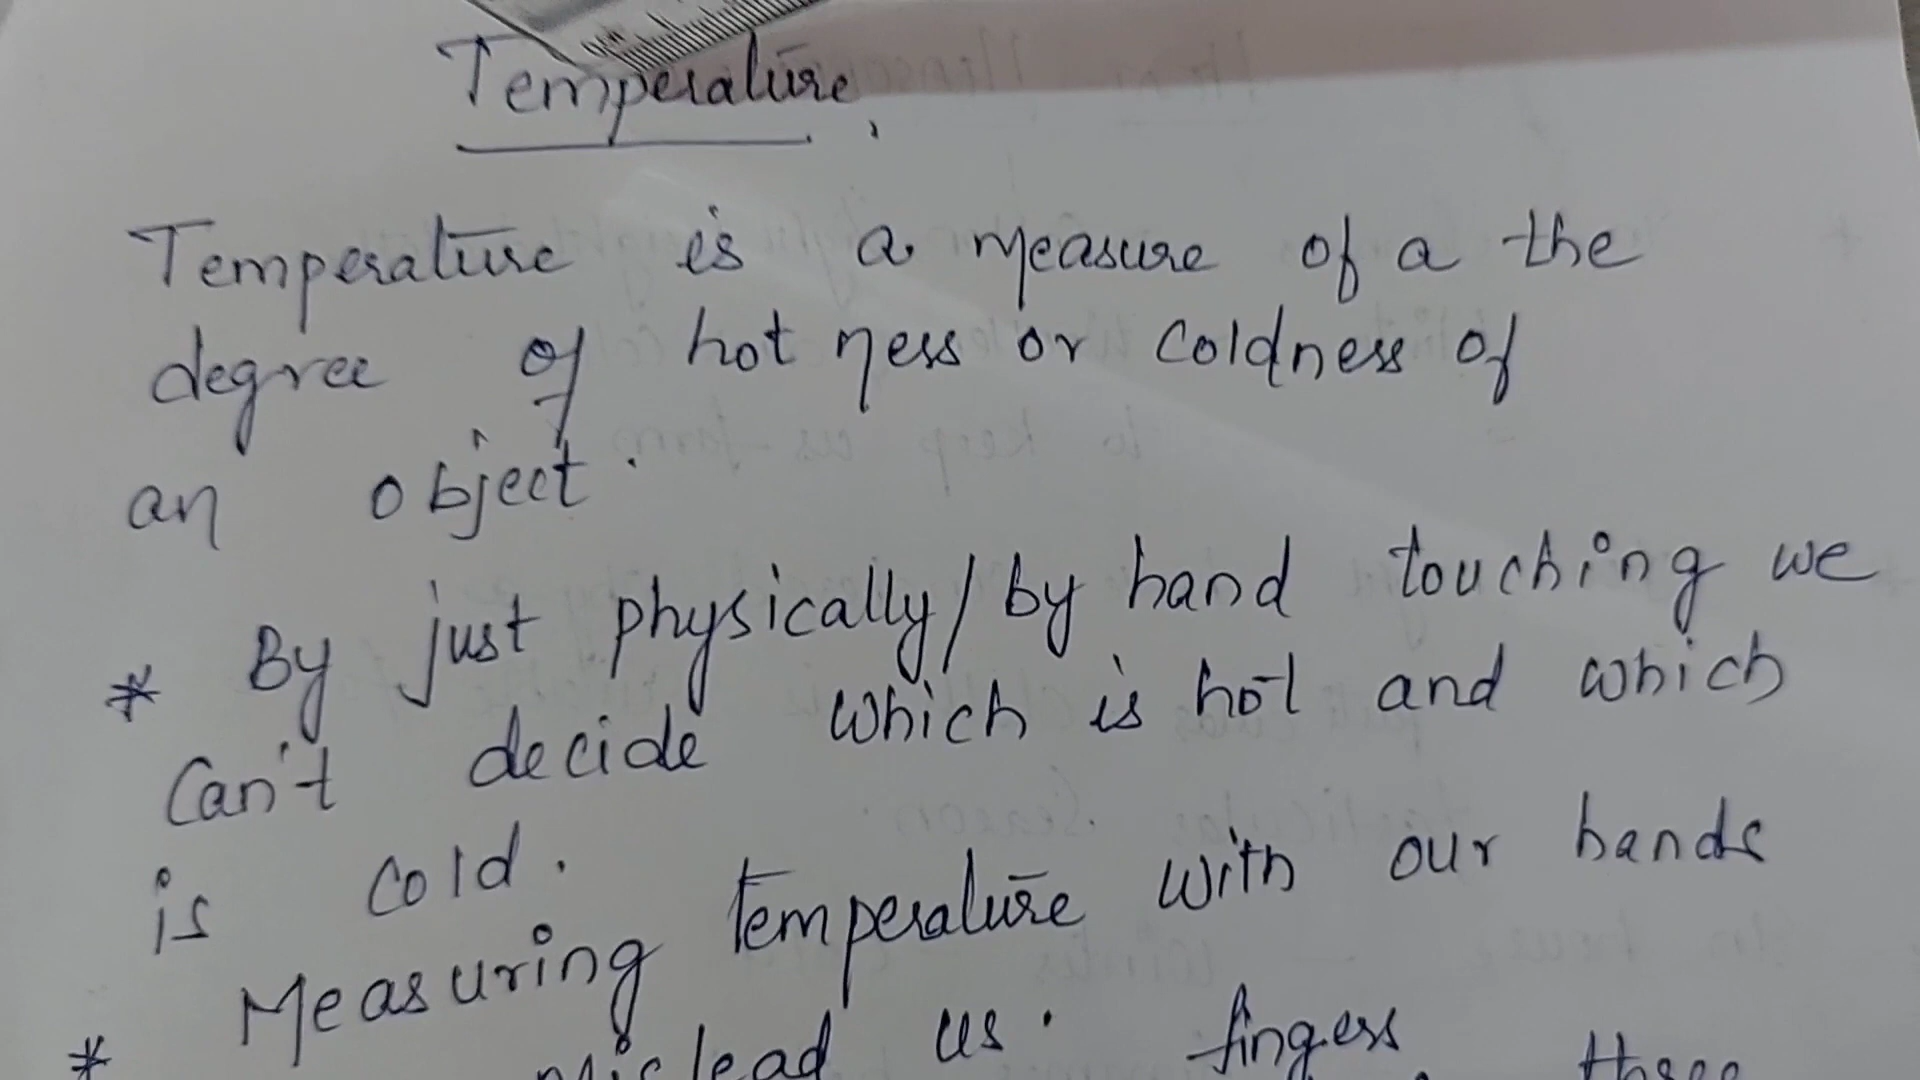 Temperature
Temperature is a measure of a the
degree of hot ness or coldness of
an object.
* By just physically/by hand touching we
can't decide which is hot and which
is cold.
* Measuring temperature with our hands
mislead us. fingers three